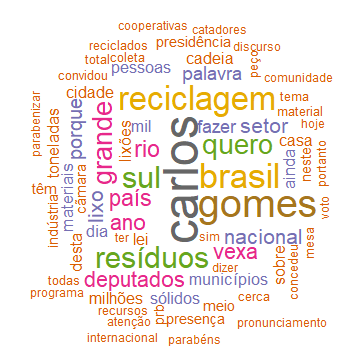 cooperativas
catadores
reciclados
presidência
discurso
total
coleta
cadeia
peço
convidou
pessoas
palavra
comunidade
cidade
reciclagem
tema
parabenizar
toneladas
porque
grande
lixões
mil
fazer
setor
material
hoje
rio
carlos
quero
casa
ainda
nestes
portanto
têm
câmara
materiais
lixo
país
sul
brasil
indústria
desta
dia
ano
gomes
voto
ter
lei
sim
nacional
mesa
resíduos
vexa
sobre
concedeu
todas
deputados
dizer
municípios
programa
milhões
sólidos
meio
cerca
recursos
prb
presença
atenção
pronunciamento
internacional
parabéns